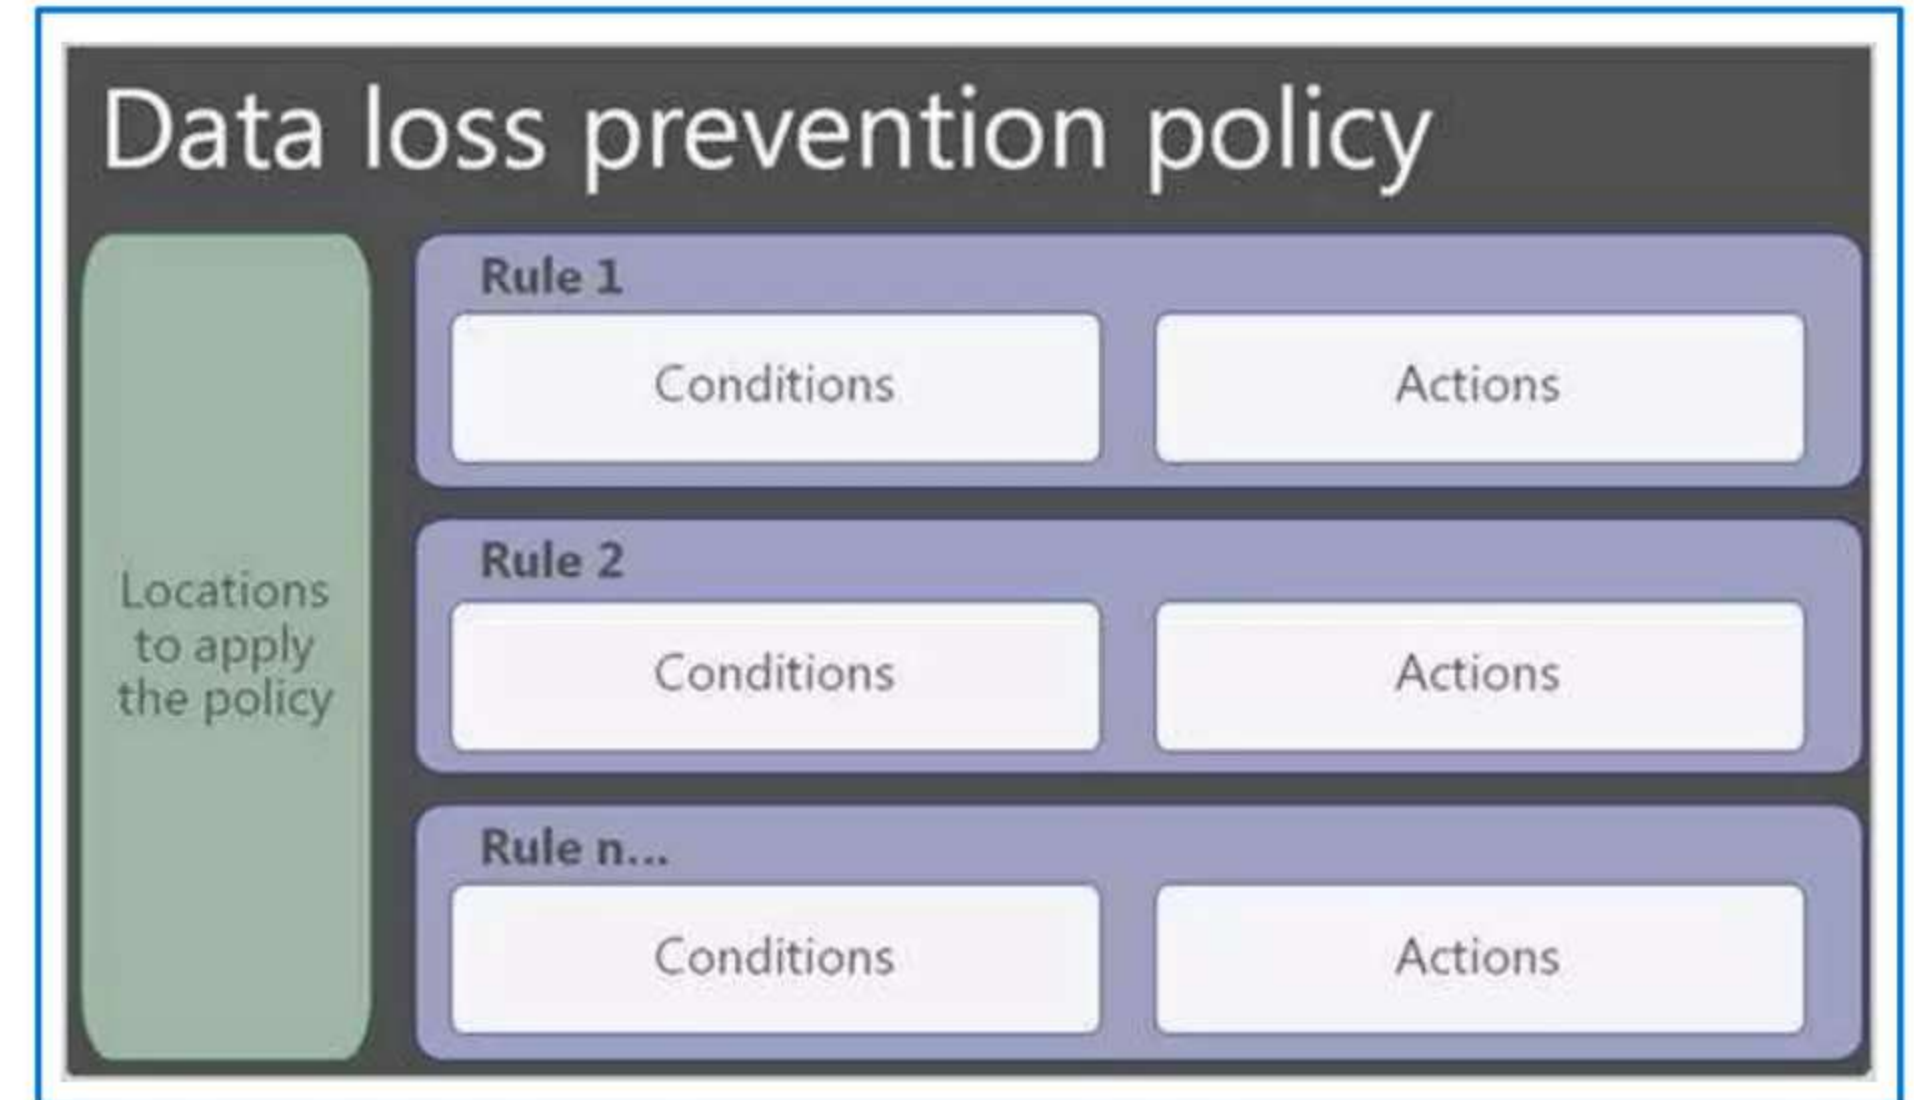 Data loss prevention policy
Locations
to apply
the policy
Rule 1
Conditions
Actions
Rule 2
Conditions
Actions
Rule n...
Conditions
Actions